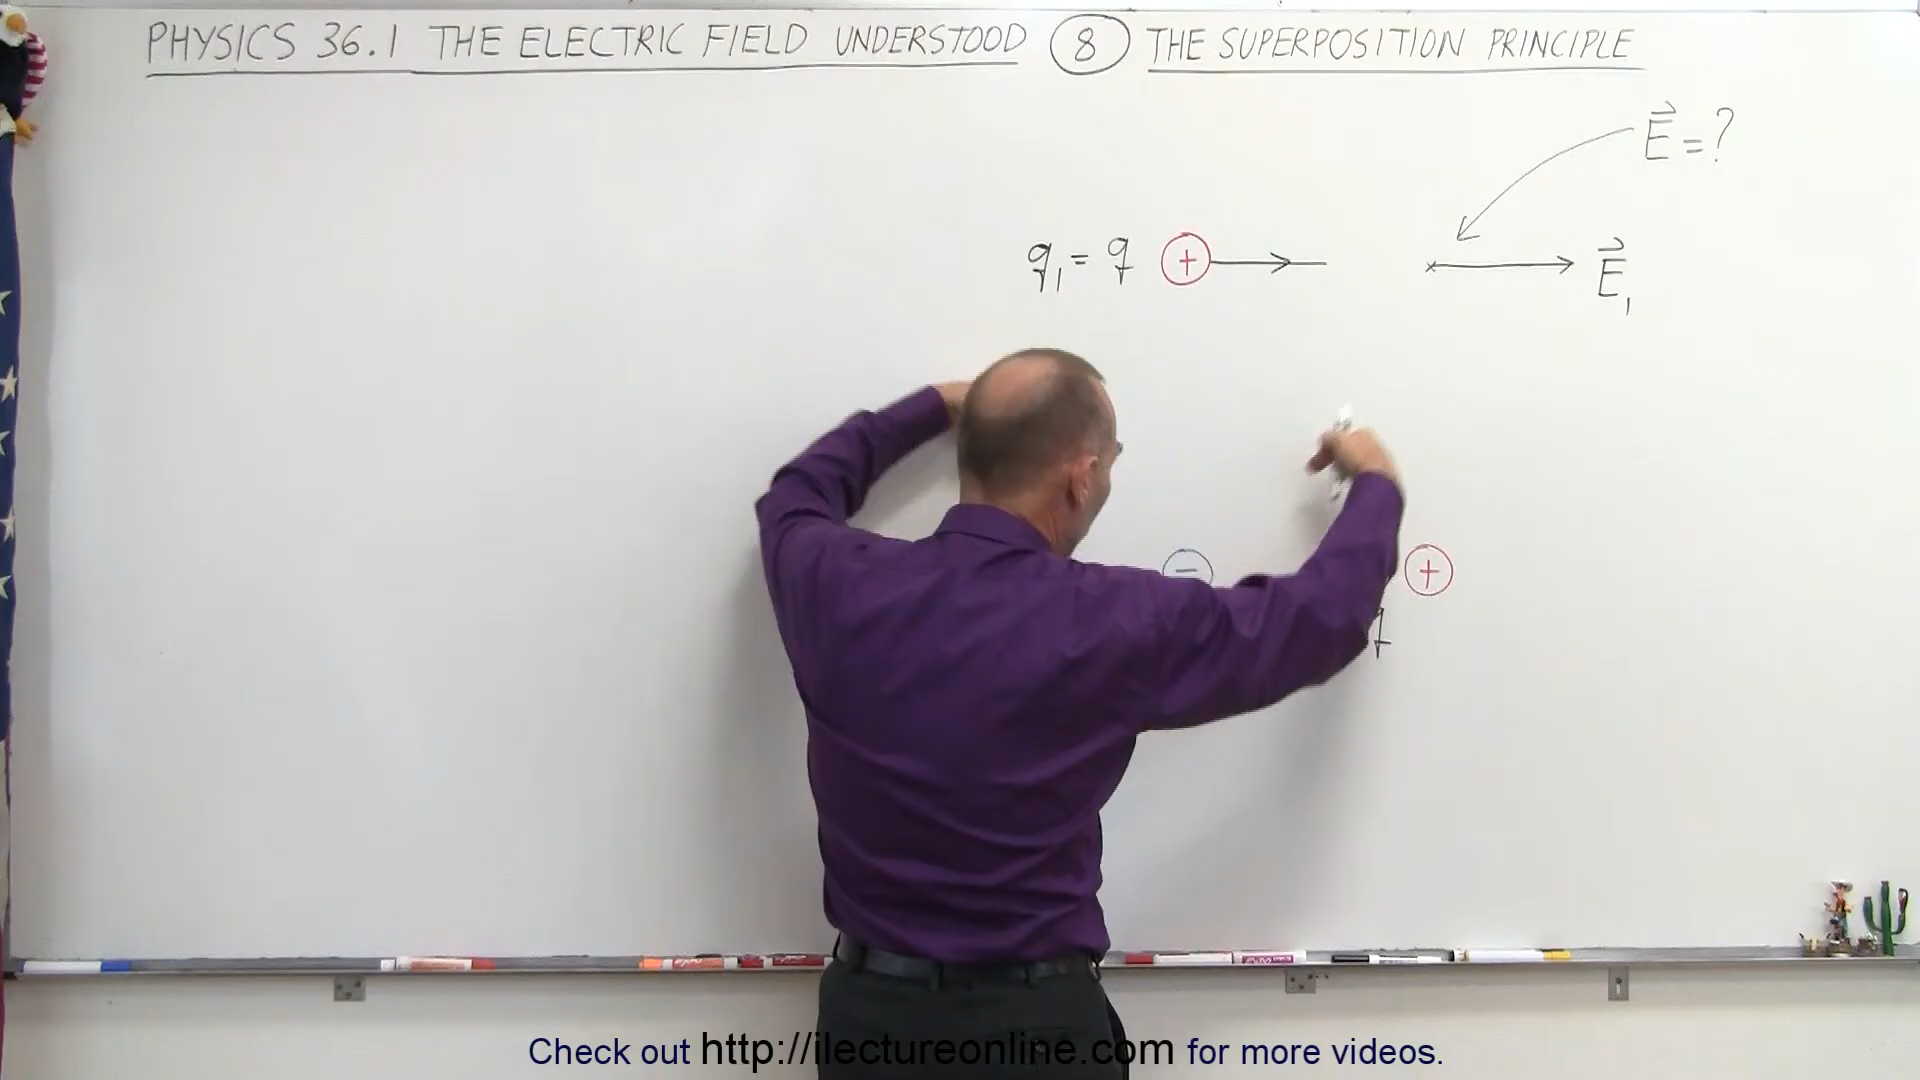 PHYSICS 36.1 THE ELECTRIC FIELD UNDERSTOOD 8 THE SUPERPOSITION PRINCIPLE
E⃗ = ?
q₁ = q + x E⃗₁
− +
q
Check out http://ilectureonline.com for more videos.